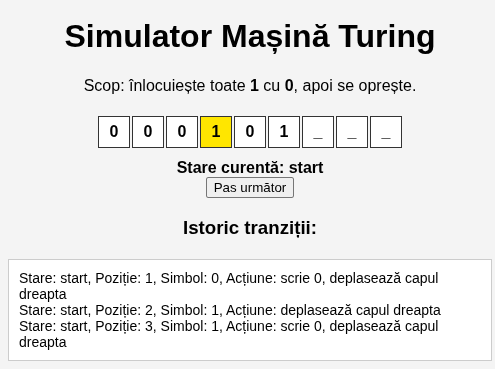 Simulator Mașină Turing
Scop: înlocuiește toate 1 cu 0, apoi se oprește.
0 0 0 1 0 1 _ _ _
Stare curentă: start
Pas următor
Istoric tranziții:
Stare: start, Poziție: 1, Simbol: 0, Acțiune: scrie 0, deplasează capul
dreapta
Stare: start, Poziție: 2, Simbol: 1, Acțiune: deplasează capul dreapta
Stare: start, Poziție: 3, Simbol: 1, Acțiune: scrie 0, deplasează capul
dreapta